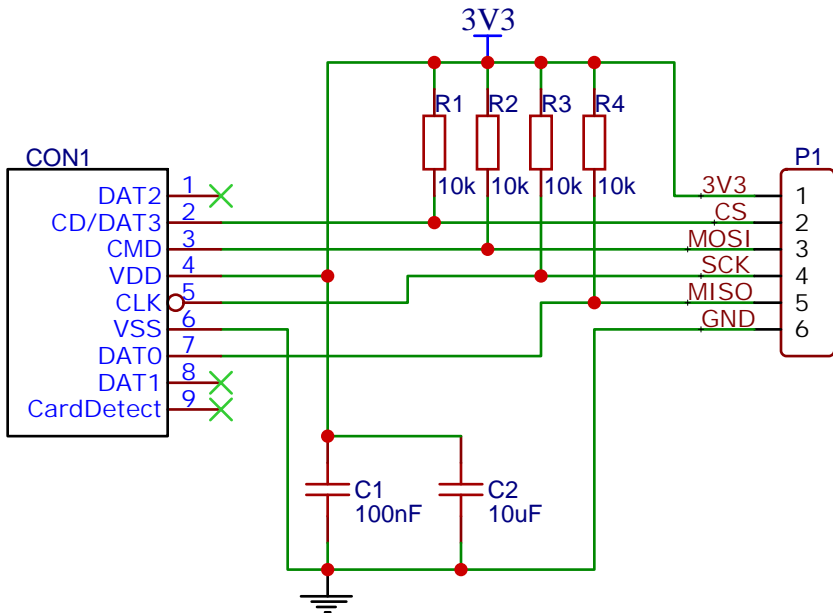 3V3
R1 R2 R3 R4
10k 10k 10k 10k
CON1
DAT2 1
CD/DAT3 2
CMD 3
VDD 4
CLK 5
VSS 6
DAT0 7
DAT1 8
CardDetect 9
P1
3V3 1
CS 2
MOSI 3
SCK 4
MISO 5
GND 6
C1
100nF
C2
10uF